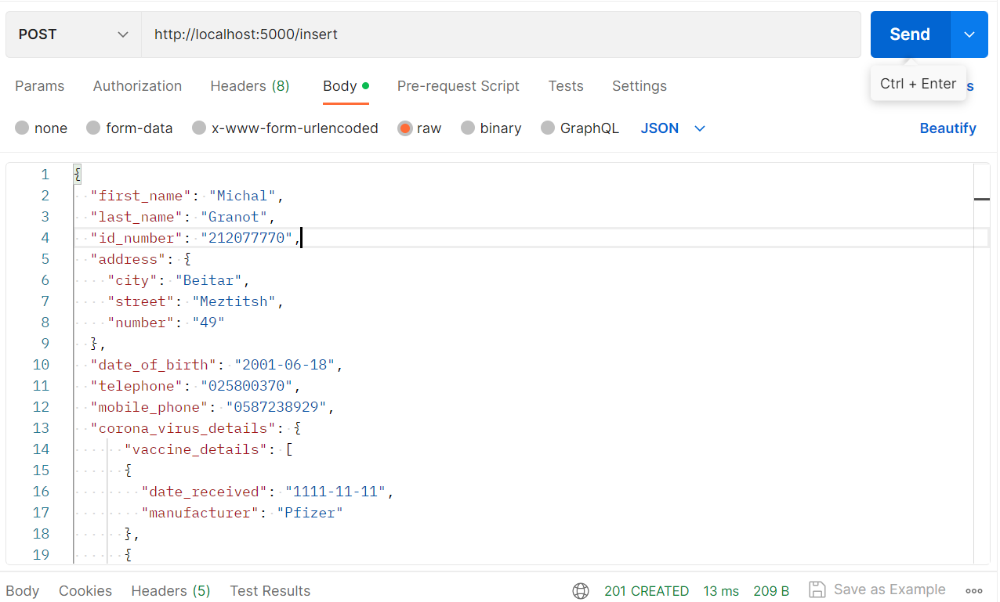 POST http://localhost:5000/insert Send
Params Authorization Headers (8) Body Pre-request Script Tests Settings s
Ctrl + Enter
none form-data x-www-form-urlencoded raw binary GraphQL JSON Beautify
1 {
2 "first_name": "Michal",
3 "last_name": "Granot",
4 "id_number": "212077770",
5 "address": {
6 "city": "Beitar",
7 "street": "Meztitsh",
8 "number": "49"
9 },
10 "date_of_birth": "2001-06-18",
11 "telephone": "025800370",
12 "mobile_phone": "0587238929",
13 "corona_virus_details": {
14 "vaccine_details": [
15 {
16 "date_received": "1111-11-11",
17 "manufacturer": "Pfizer"
18 },
19 {
Body Cookies Headers (5) Test Results 201 CREATED 13 ms 209 B Save as Example